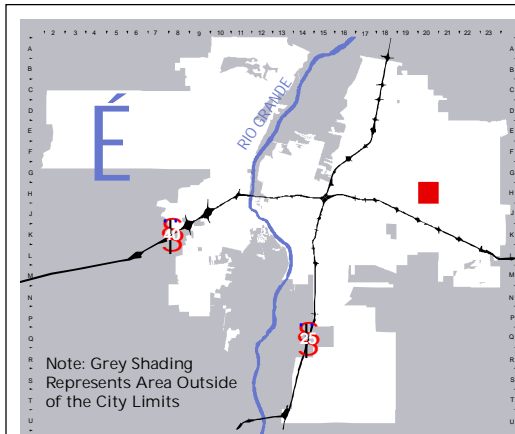 2 3 4 5 6 7 8 9 10 11 12 13 14 15 16 17 18 19 20 21 22 23
A A
B B
C C
D D
E E
F F
G G
H H
J J
K K
L L
M M
N N
P P
Q Q
R R
S S
T T
U U
É
RIO GRANDE
40
25
Note: Grey Shading
Represents Area Outside
of the City Limits